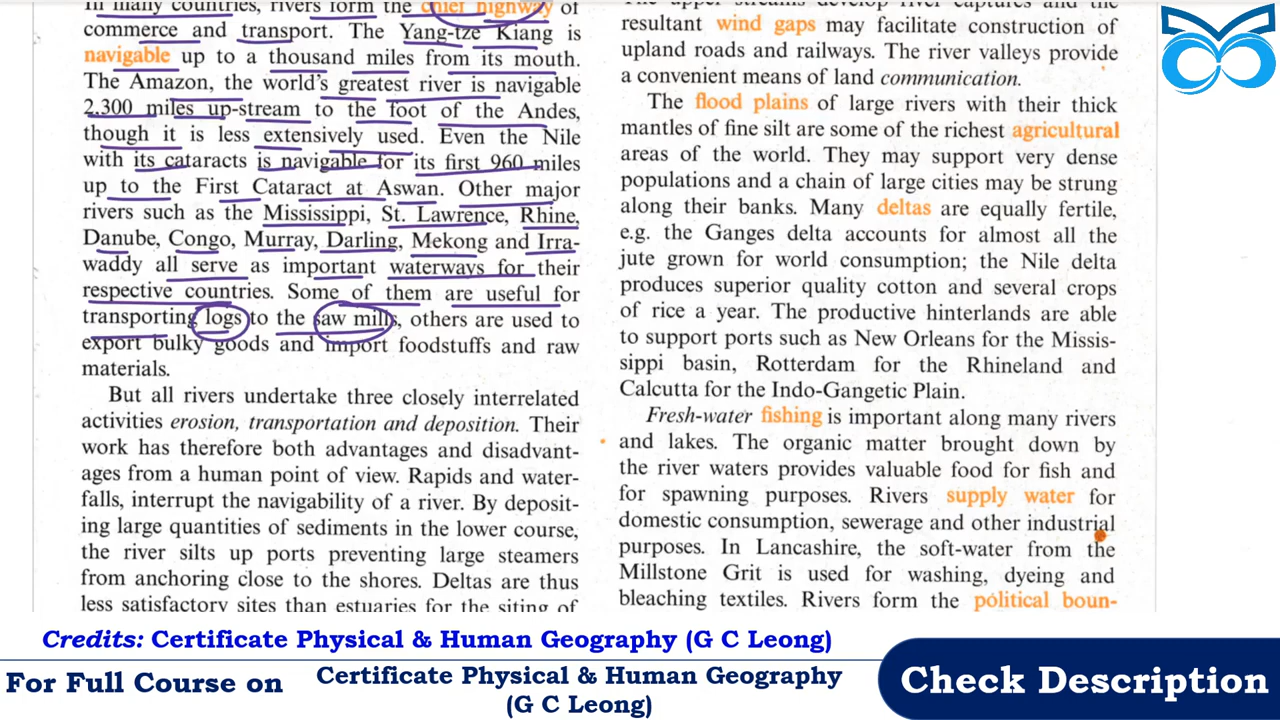 In many countries, rivers form the chief highway of
commerce and transport. The Yang-tze Kiang is
navigable up to a thousand miles from its mouth.
The Amazon, the world's greatest river is navigable
2,300 miles up-stream to the foot of the Andes,
though it is less extensively used. Even the Nile
with its cataracts is navigable for its first 960 miles
up to the First Cataract at Aswan. Other major
rivers such as the Mississippi, St. Lawrence, Rhine,
Danube, Congo, Murray, Darling, Mekong and Irra-
waddy all serve as important waterways for their
respective countries. Some of them are useful for
transporting logs to the saw mills, others are used to
export bulky goods and import foodstuffs and raw
materials.
But all rivers undertake three closely interrelated
activities erosion, transportation and deposition. Their
work has therefore both advantages and disadvant-
ages from a human point of view. Rapids and water-
falls, interrupt the navigability of a river. By deposit-
ing large quantities of sediments in the lower course,
the river silts up ports preventing large steamers
from anchoring close to the shores. Deltas are thus
less satisfactory sites than estuaries for the siting of
The upper streams develop river captures and the
resultant wind gaps may facilitate construction of
upland roads and railways. The river valleys provide
a convenient means of land communication.
The flood plains of large rivers with their thick
mantles of fine silt are some of the richest agricultural
areas of the world. They may support very dense
populations and a chain of large cities may be strung
along their banks. Many deltas are equally fertile,
e.g. the Ganges delta accounts for almost all the
jute grown for world consumption; the Nile delta
produces superior quality cotton and several crops
of rice a year. The productive hinterlands are able
to support ports such as New Orleans for the Missis-
sippi basin, Rotterdam for the Rhineland and
Calcutta for the Indo-Gangetic Plain.
Fresh-water fishing is important along many rivers
and lakes. The organic matter brought down by
the river waters provides valuable food for fish and
for spawning purposes. Rivers supply water for
domestic consumption, sewerage and other industrial
purposes. In Lancashire, the soft-water from the
Millstone Grit is used for washing, dyeing and
bleaching textiles. Rivers form the political boun-
Credits: Certificate Physical & Human Geography (G C Leong)
For Full Course on
Certificate Physical & Human Geography
(G C Leong)
Check Description